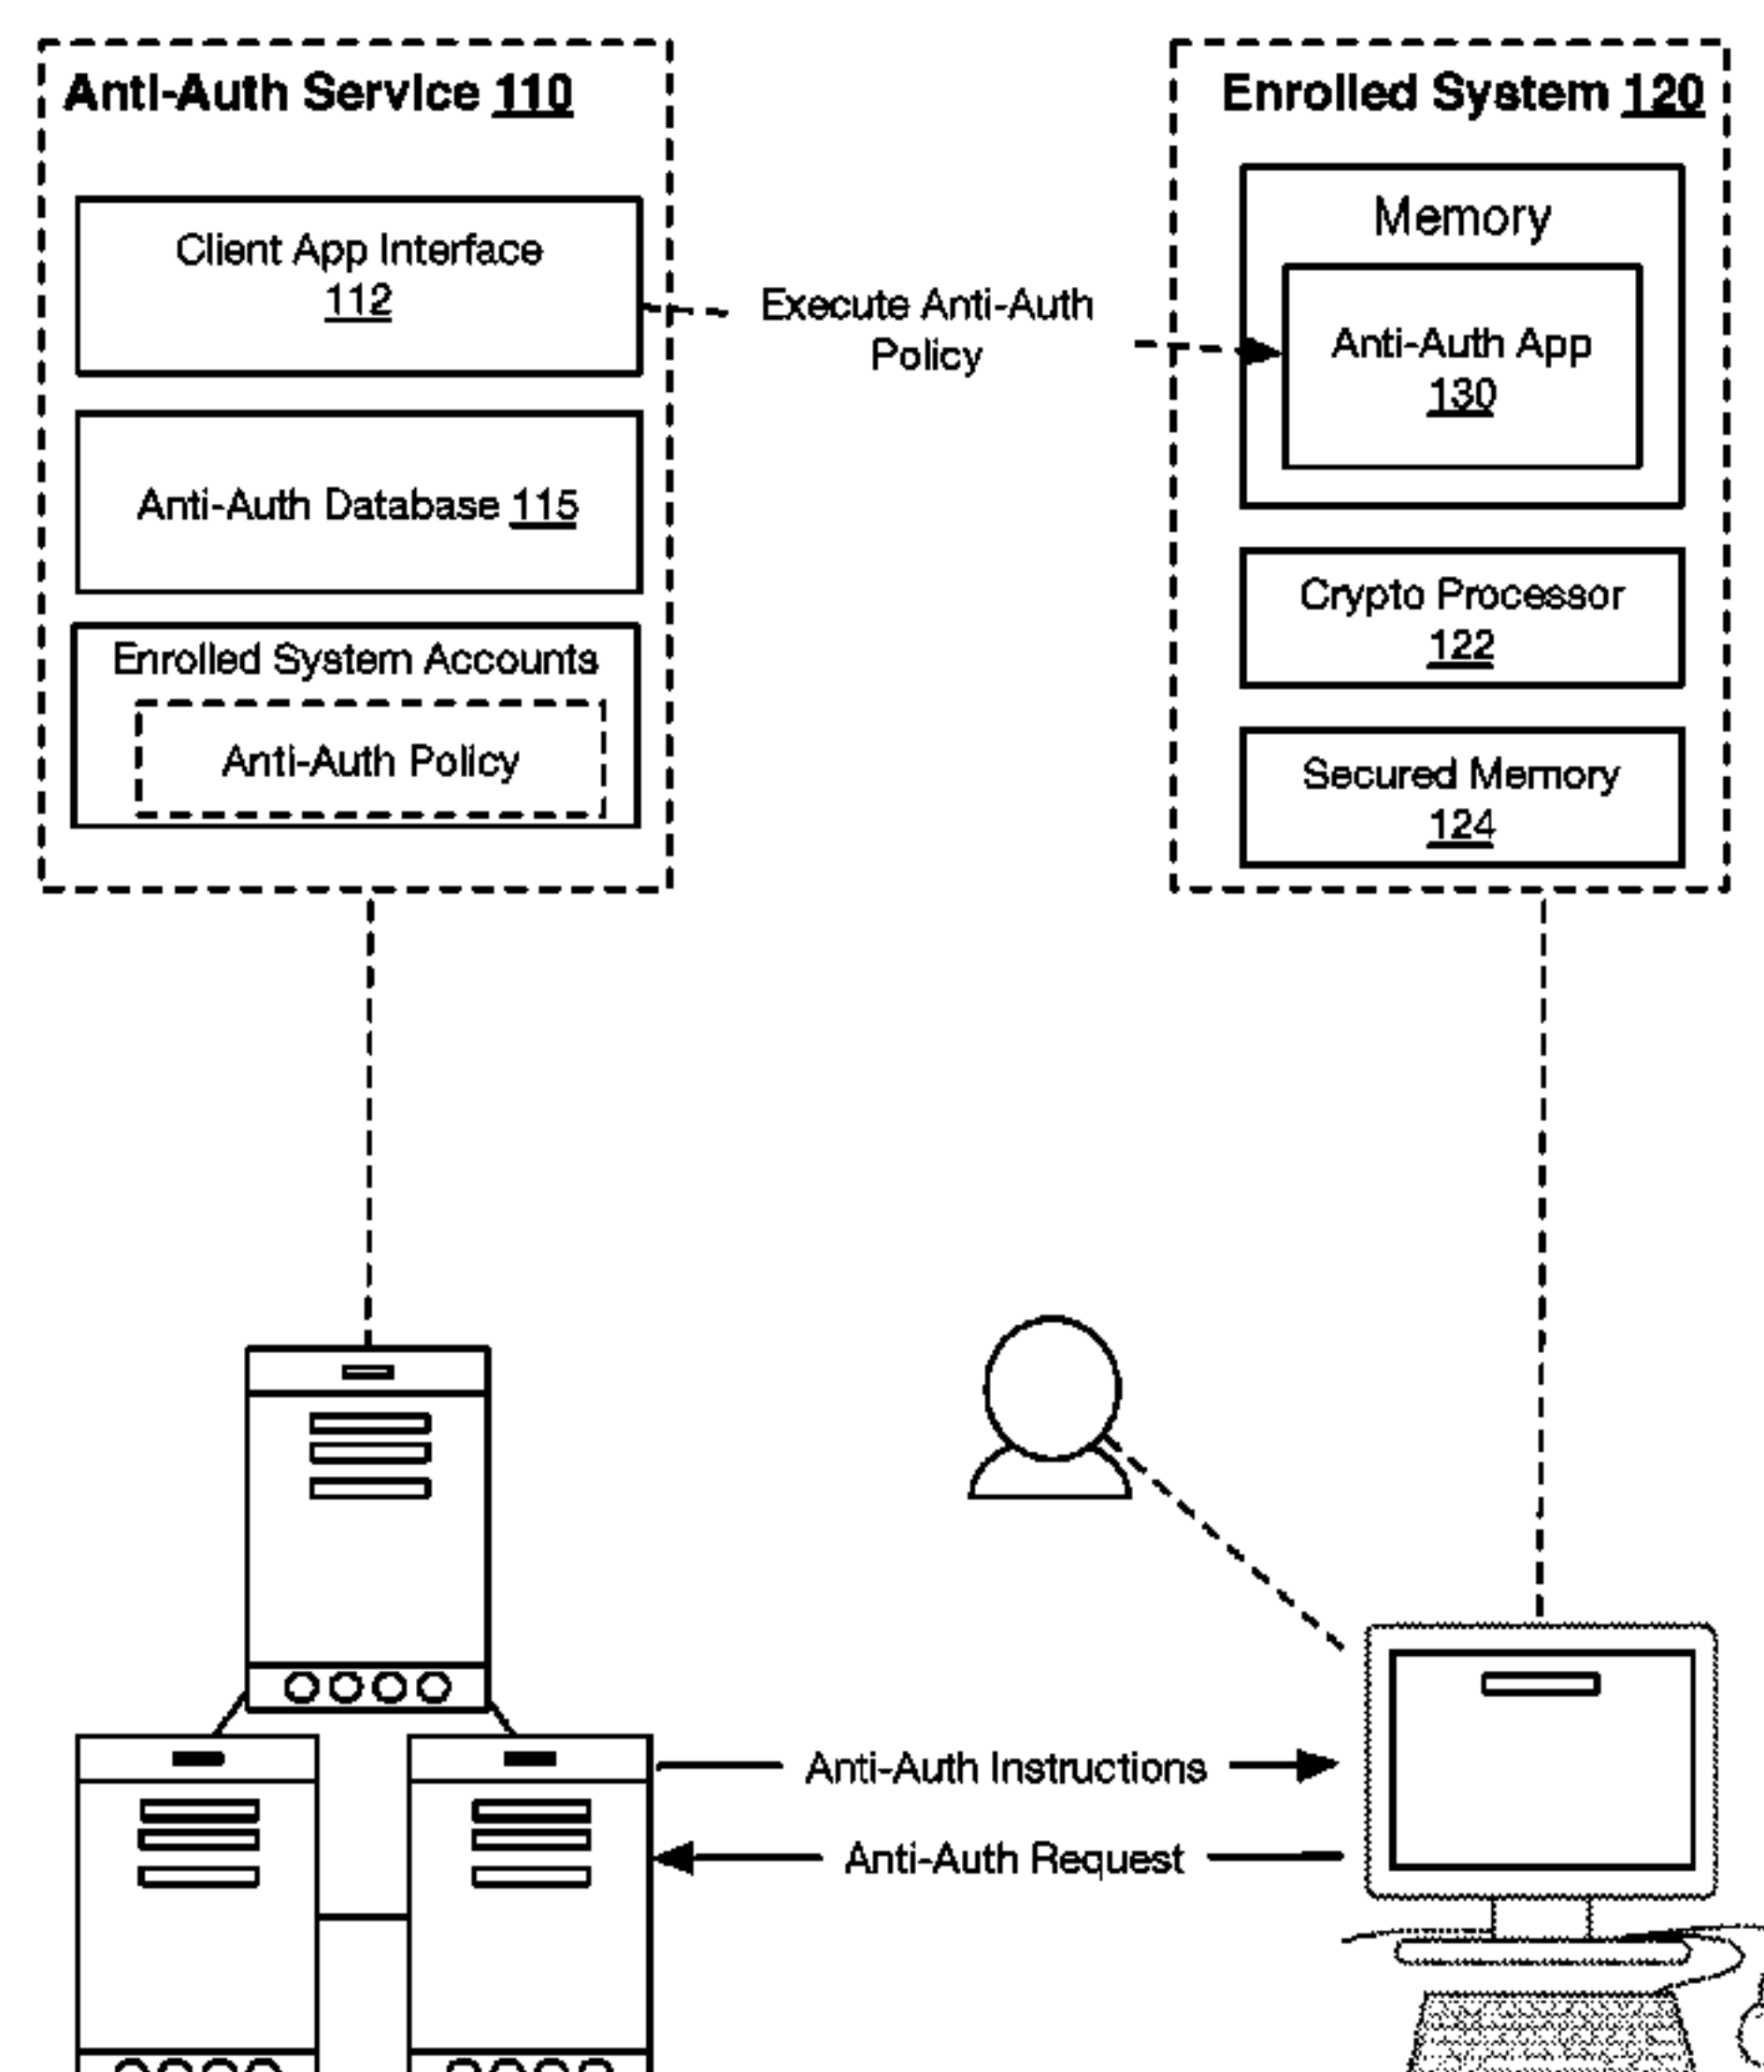 Anti-Auth Service 110
Client App Interface
112
Anti-Auth Database 115
Enrolled System Accounts
Anti-Auth Policy
Execute Anti-Auth
Policy
Enrolled System 120
Memory
Anti-Auth App
130
Crypto Processor
122
Secured Memory
124
Anti-Auth Instructions
Anti-Auth Request